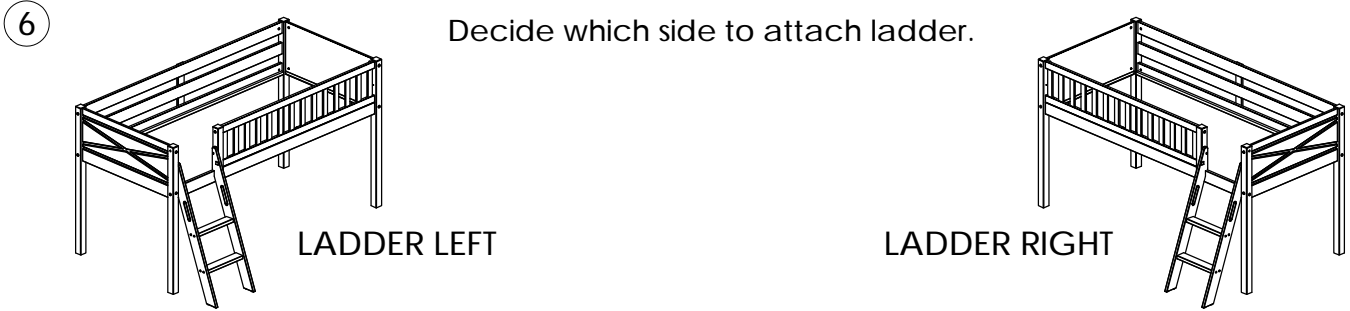 6
Decide which side to attach ladder.
LADDER LEFT
LADDER RIGHT